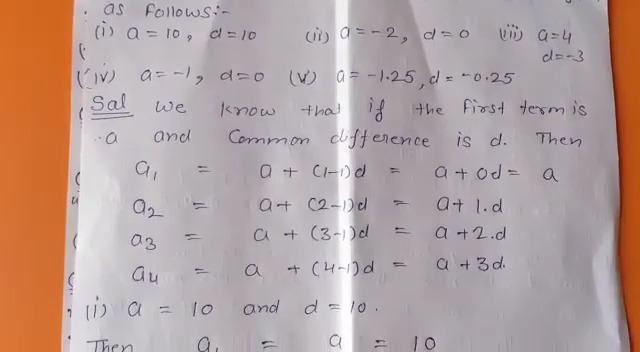 as follows:-
(i) a = 10, d = 10 (ii) a = -2, d = 0 (iii) a = 4
d = -3
(iv) a = -1, d = 0 (v) a = -1.25, d = -0.25
Sal we know that if the first term is
a and Common difference is d. Then
a1 = a + (1-1)d = a + 0d = a
a2 = a + (2-1)d = a + 1.d
a3 = a + (3-1)d = a + 2.d
a4 = a + (4-1)d = a + 3d.
(i) a = 10 and d = 10.
Then a1 = a = 10